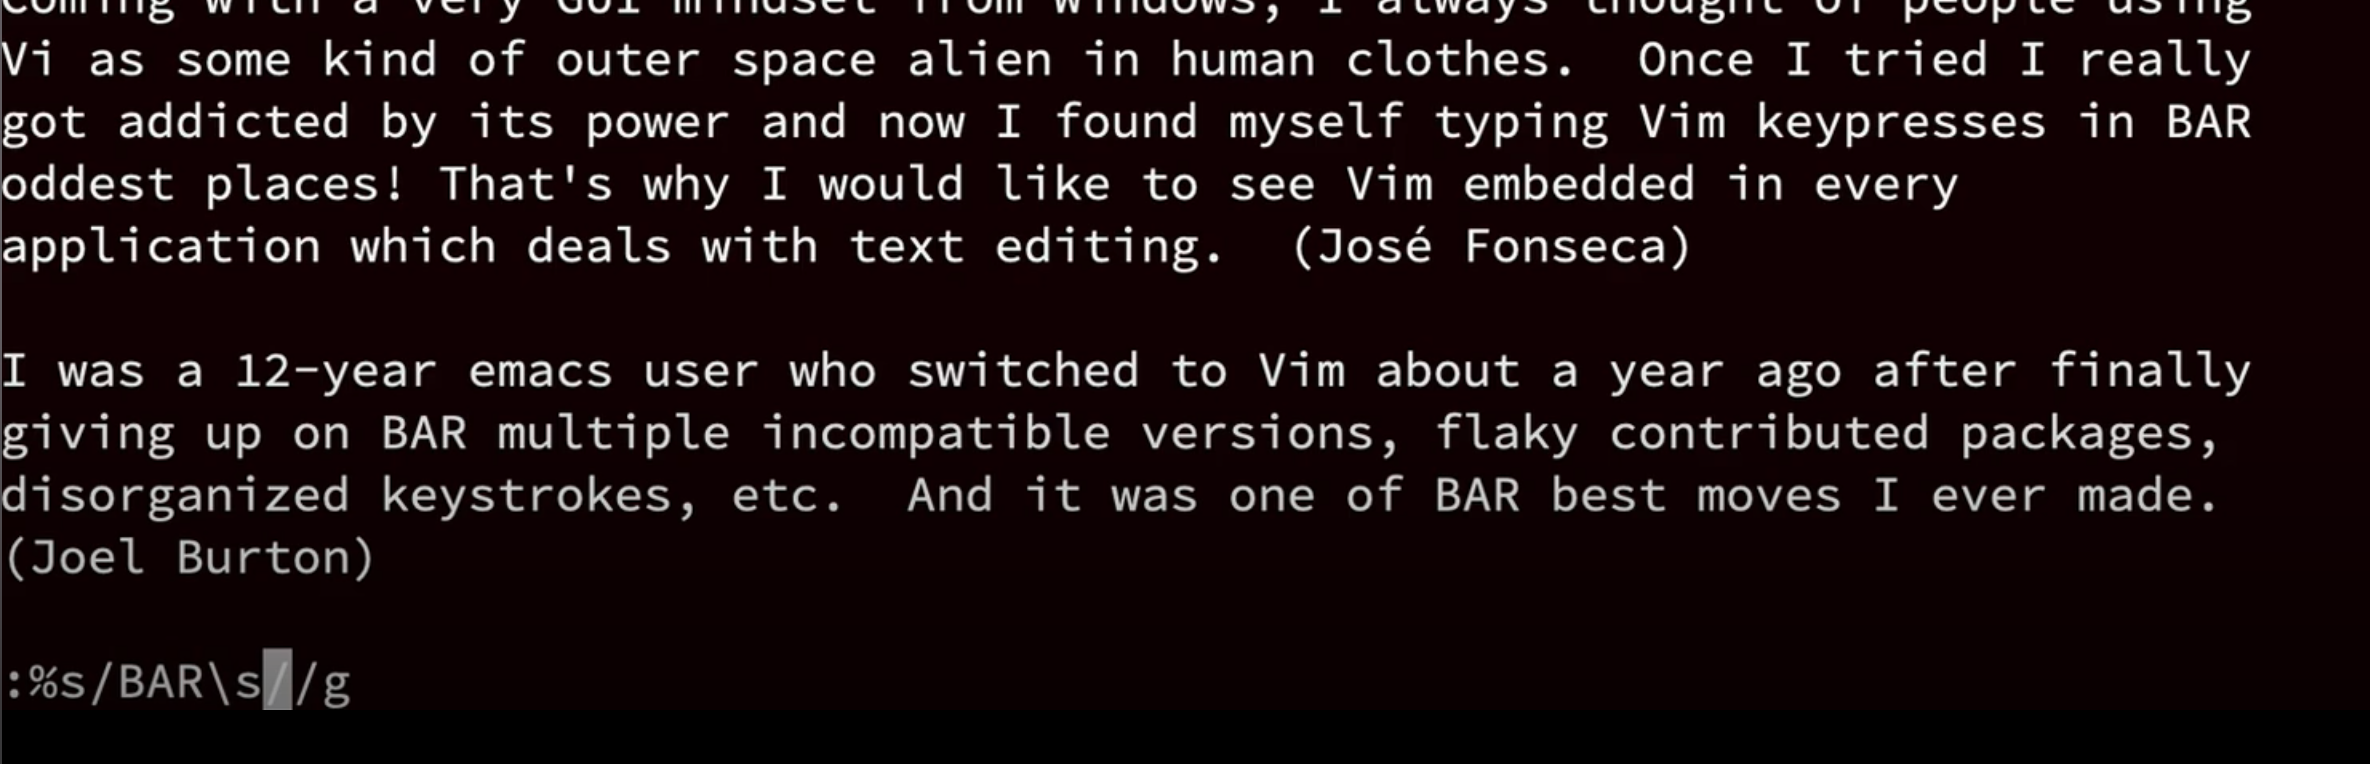 coming with a very GUI mindset from Windows, I always thought of people using
Vi as some kind of outer space alien in human clothes.  Once I tried I really
got addicted by its power and now I found myself typing Vim keypresses in BAR
oddest places! That's why I would like to see Vim embedded in every
application which deals with text editing.  (José Fonseca)

I was a 12-year emacs user who switched to Vim about a year ago after finally
giving up on BAR multiple incompatible versions, flaky contributed packages,
disorganized keystrokes, etc.  And it was one of BAR best moves I ever made.
(Joel Burton)

:%s/BAR\s//g